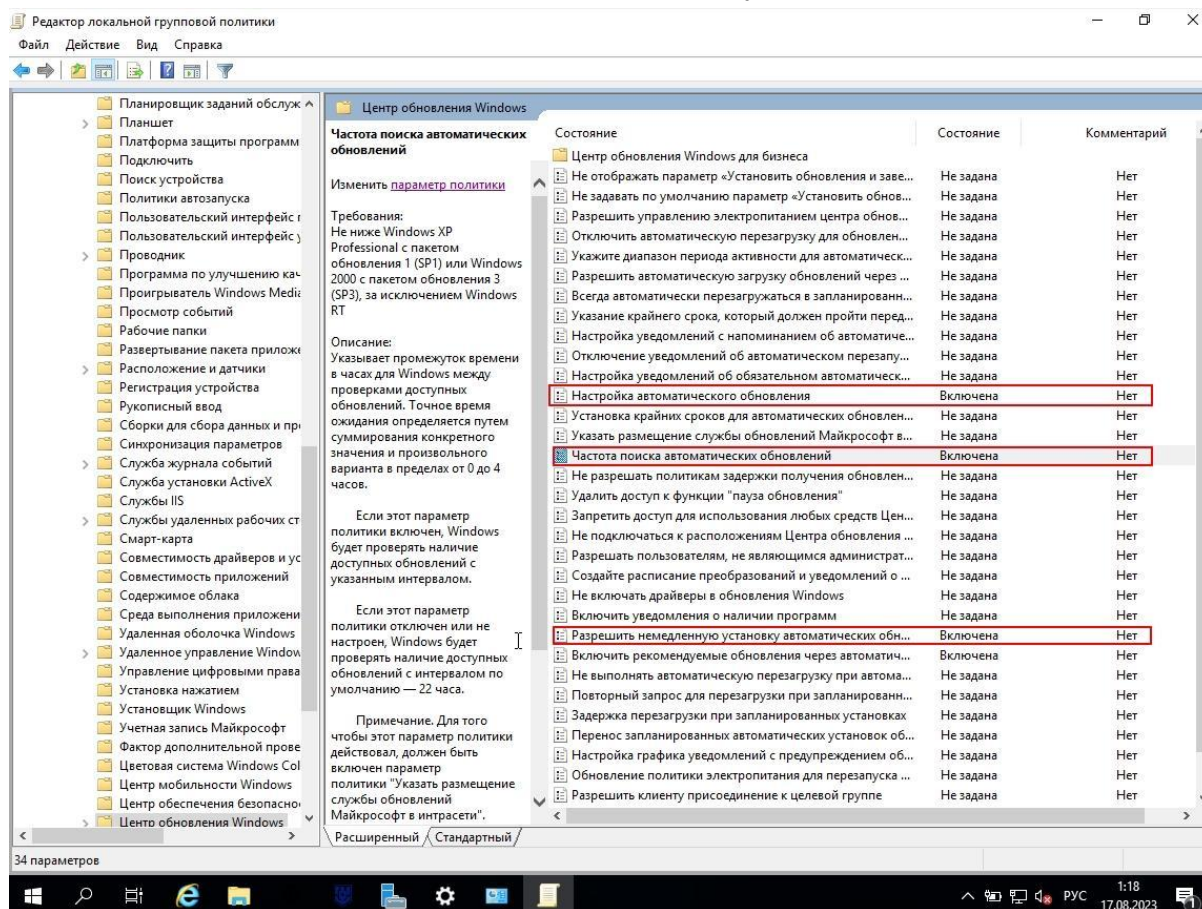 Редактор локальной групповой политики
Файл Действие Вид Справка
Планировщик заданий обслуж
Планшет
Платформа защиты программ
Подключить
Поиск устройства
Политики автозапуска
Пользовательский интерфейс
Пользовательский интерфейс
Проводник
Программа по улучшению кач
Проигрыватель Windows Media
Просмотр событий
Рабочие папки
Развертывание пакета приложе
Расположение и датчики
Регистрация устройства
Рукописный ввод
Сборки для сбора данных и пр
Синхронизация параметров
Служба журнала событий
Служба установки ActiveX
Службы IIS
Службы удаленных рабочих ст
Смарт-карта
Совместимость драйверов и ус
Совместимость приложений
Содержимое облака
Среда выполнения приложени
Удаленная оболочка Windows
Удаленное управление Window
Управление цифровыми права
Установка нажатием
Установщик Windows
Учетная запись Майкрософт
Фактор дополнительной прове
Цветовая система Windows Col
Центр мобильности Windows
Центр обеспечения безопасно
Центр обновления Windows
Центр обновления Windows
Частота поиска автоматических
обновлений
Изменить параметр политики
Требования:
Не ниже Windows XP
Professional с пакетом
обновления 1 (SP1) или Windows
2000 с пакетом обновления 3
(SP3), за исключением Windows
RT
Описание:
Указывает промежуток времени
в часах для Windows между
проверками доступных
обновлений. Точное время
ожидания определяется путем
суммирования конкретного
значения и произвольного
варианта в пределах от 0 до 4
часов.
Если этот параметр
политики включен, Windows
будет проверять наличие
доступных обновлений с
указанным интервалом.
Если этот параметр
политики отключен или не
настроен, Windows будет
проверять наличие доступных
обновлений с интервалом по
умолчанию — 22 часа.
Примечание. Для того
чтобы этот параметр политики
действовал, должен быть
включен параметр
политики "Указать размещение
службы обновлений
Майкрософт в интрасети".
Состояние Состояние Комментарий
Центр обновления Windows для бизнеса
Не отображать параметр «Установить обновления и заве... Не задана Нет
Не задавать по умолчанию параметр «Установить обнов... Не задана Нет
Разрешить управлению электропитанием центра обнов... Не задана Нет
Отключить автоматическую перезагрузку для обновлен... Не задана Нет
Укажите диапазон периода активности для автоматическ... Не задана Нет
Разрешить автоматическую загрузку обновлений через ... Не задана Нет
Всегда автоматически перезагружаться в запланированн... Не задана Нет
Указание крайнего срока, который должен пройти перед... Не задана Нет
Настройка уведомлений с напоминанием об автоматиче... Не задана Нет
Отключение уведомлений об автоматическом перезапу... Не задана Нет
Настройка уведомлений об обязательном автоматическ... Не задана Нет
Настройка автоматического обновления Включена Нет
Установка крайних сроков для автоматических обновлен... Не задана Нет
Указать размещение службы обновлений Майкрософт в... Не задана Нет
Частота поиска автоматических обновлений Включена Нет
Не разрешать политикам задержки получения обновлен... Не задана Нет
Удалить доступ к функции "пауза обновления" Не задана Нет
Запретить доступ для использования любых средств Цен... Не задана Нет
Не подключаться к расположениям Центра обновления ... Не задана Нет
Разрешать пользователям, не являющимся администрат... Не задана Нет
Создайте расписание преобразований и уведомлений о ... Не задана Нет
Не включать драйверы в обновления Windows Не задана Нет
Включить уведомления о наличии программ Не задана Нет
Разрешить немедленную установку автоматических обн... Включена Нет
Включить рекомендуемые обновления через автоматич... Включена Нет
Не выполнять автоматическую перезагрузку при автома... Не задана Нет
Повторный запрос для перезагрузки при запланированн... Не задана Нет
Задержка перезагрузки при запланированных установках Не задана Нет
Перенос запланированных автоматических установок об... Не задана Нет
Настройка графика уведомлений с предупреждением об... Не задана Нет
Обновление политики электропитания для перезапуска ... Не задана Нет
Разрешить клиенту присоединение к целевой группе Не задана Нет
Расширенный Стандартный
34 параметров
РУС
1:18
17.08.2023